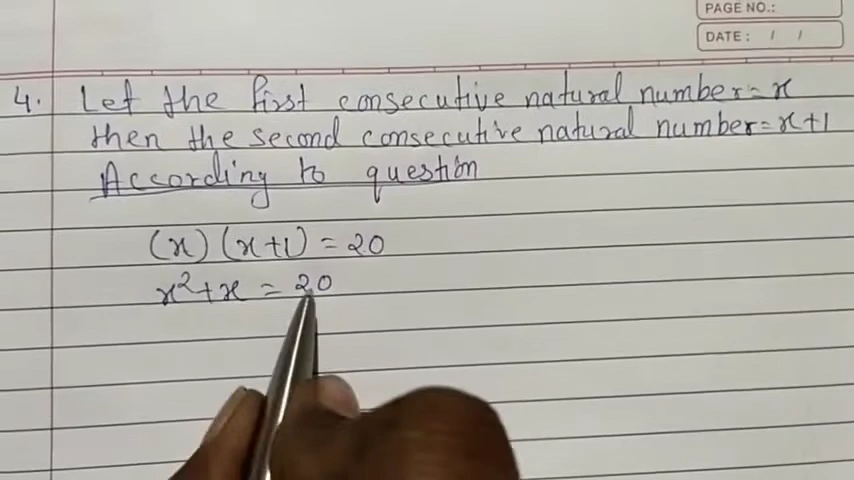 PAGE NO.:
DATE: / /
4. Let the first consecutive natural number = x
then the second consecutive natural number = x+1
According to question
(x) (x+1) = 20
x²+x = 20